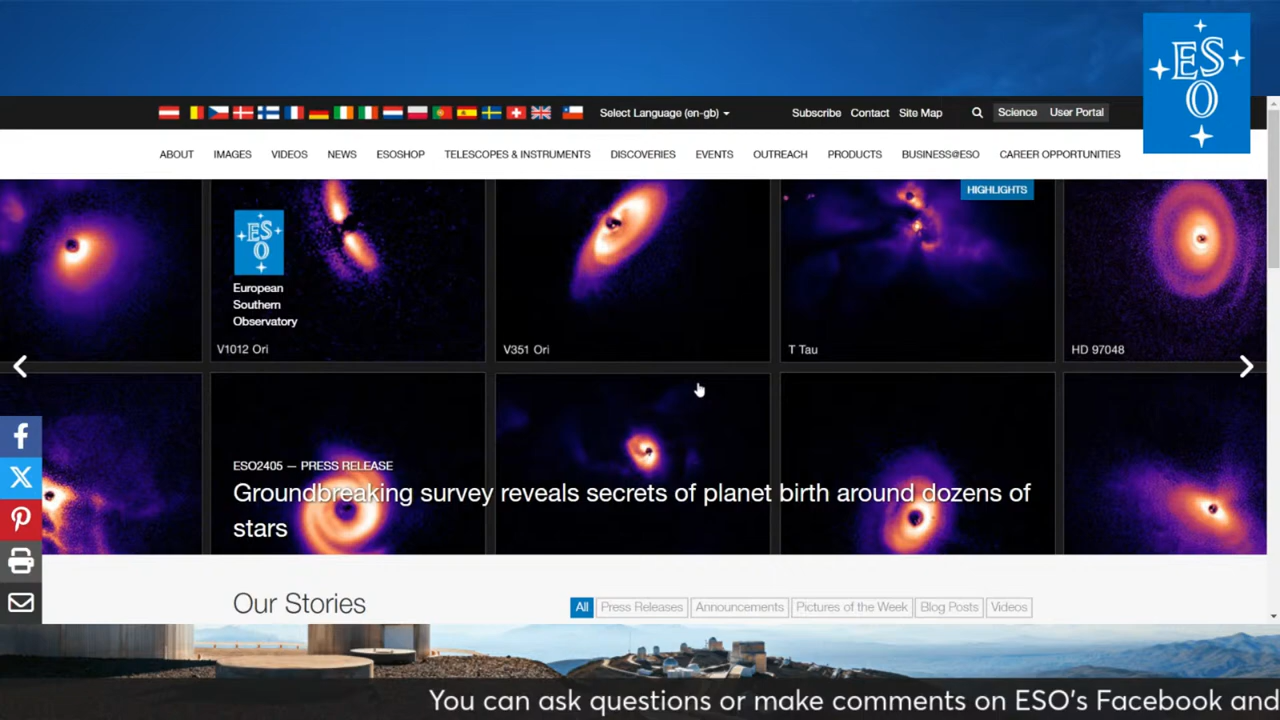 ESO
Select Language (en-gb)
Subscribe
Contact
Site Map
Science
User Portal
ABOUT
IMAGES
VIDEOS
NEWS
ESOSHOP
TELESCOPES & INSTRUMENTS
DISCOVERIES
EVENTS
OUTREACH
PRODUCTS
BUSINESS@ESO
CAREER OPPORTUNITIES
HIGHLIGHTS
ESO
European
Southern
Observatory
V1012 Ori
V351 Ori
T Tau
HD 97048
ESO2405 — PRESS RELEASE
Groundbreaking survey reveals secrets of planet birth around dozens of
stars
Our Stories
All
Press Releases
Announcements
Pictures of the Week
Blog Posts
Videos
You can ask questions or make comments on ESO's Facebook and